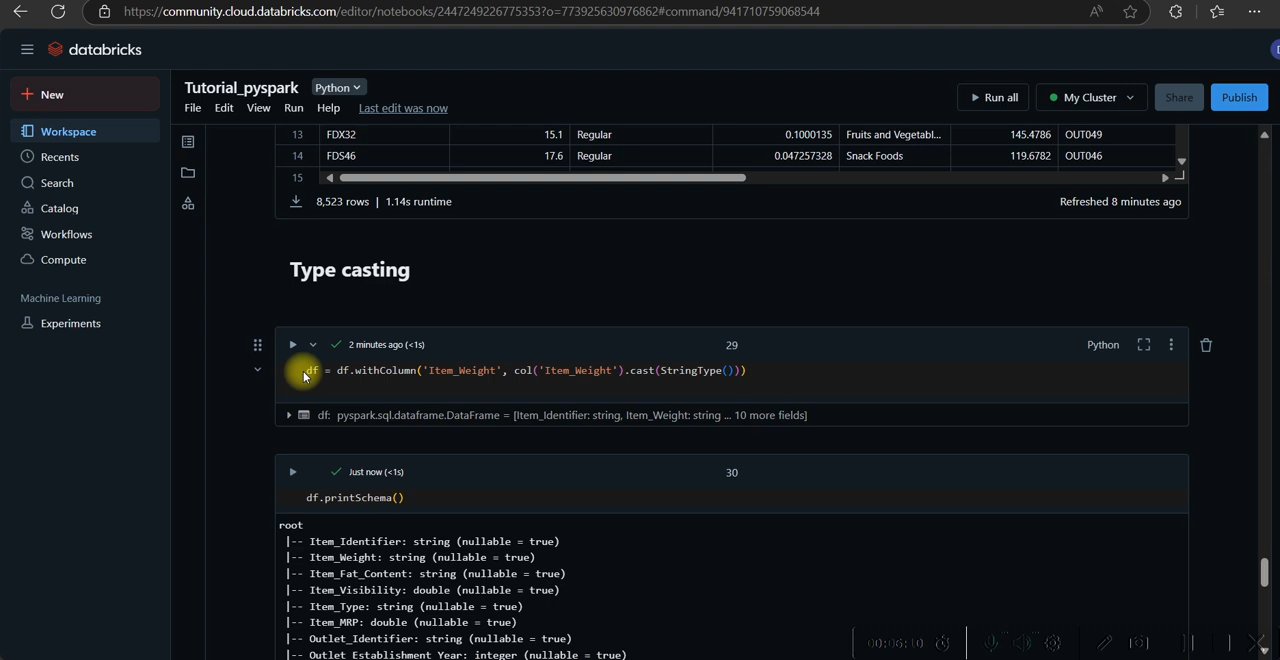 https://community.cloud.databricks.com/editor/notebooks/2447249226775353?o=773925630976862#command/941710759068544
databricks
New
Workspace
Recents
Search
Catalog
Workflows
Compute
Machine Learning
Experiments
Tutorial_pyspark Python
File Edit View Run Help Last edit was now
Run all My Cluster Share Publish
13 FDX32 15.1 Regular 0.1000135 Fruits and Vegetabl... 145.4786 OUT049
14 FDS46 17.6 Regular 0.047257328 Snack Foods 119.6782 OUT046
15
8,523 rows | 1.14s runtime Refreshed 8 minutes ago
Type casting
2 minutes ago (<1s) 29 Python
df = df.withColumn('Item_Weight', col('Item_Weight').cast(StringType()))
df: pyspark.sql.dataframe.DataFrame = [Item_Identifier: string, Item_Weight: string ... 10 more fields]
Just now (<1s) 30
df.printSchema()
root
|-- Item_Identifier: string (nullable = true)
|-- Item_Weight: string (nullable = true)
|-- Item_Fat_Content: string (nullable = true)
|-- Item_Visibility: double (nullable = true)
|-- Item_Type: string (nullable = true)
|-- Item_MRP: double (nullable = true)
|-- Outlet_Identifier: string (nullable = true)
|-- Outlet_Establishment_Year: integer (nullable = true)
00:06:10